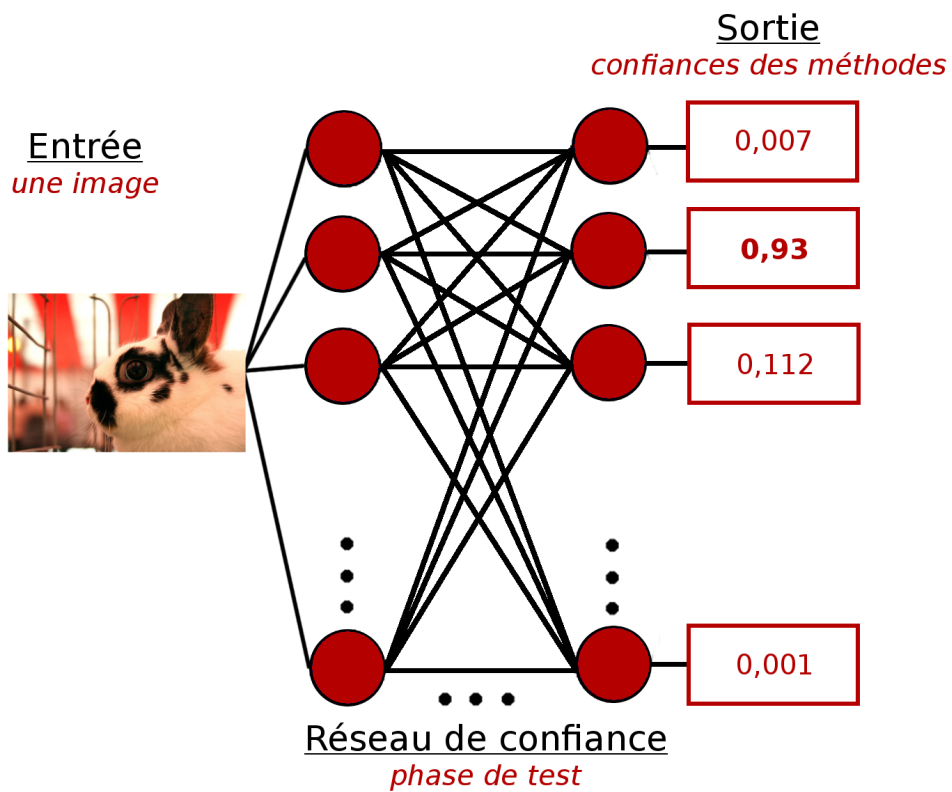 Sortie
confiances des méthodes
Entrée
une image
0,007
0,93
0,112
0,001
Réseau de confiance
phase de test